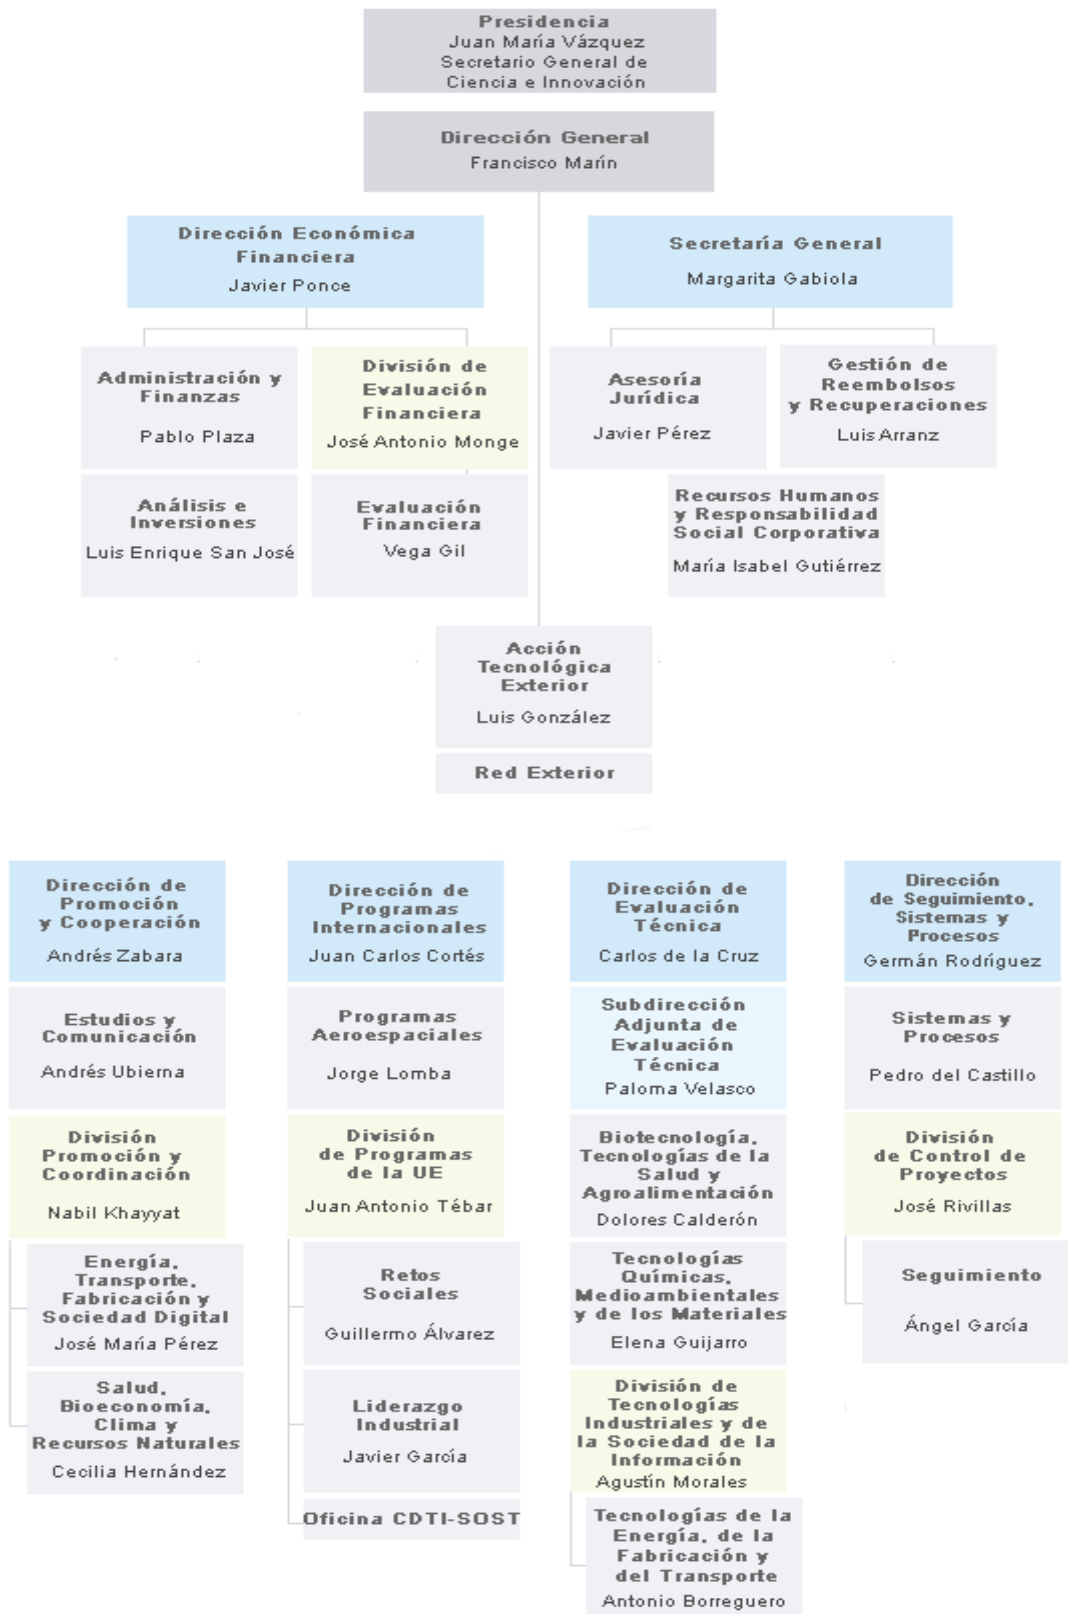 Presidencia
Juan María Vázquez
Secretario General de
Ciencia e Innovación
Dirección General
Francisco Marín
Dirección Económica
Financiera
Javier Ponce
Secretaría General
Margarita Gabiola
Administración y
Finanzas
Pablo Plaza
División de
Evaluación
Financiera
José Antonio Monge
Asesoría
Jurídica
Javier Pérez
Gestión de
Reembolsos
y Recuperaciones
Luis Arranz
Análisis e
Inversiones
Luis Enrique San José
Evaluación
Financiera
Vega Gil
Recursos Humanos
y Responsabilidad
Social Corporativa
María Isabel Gutiérrez
Acción
Tecnológica
Exterior
Luis González
Red Exterior
Dirección de
Promoción
y Cooperación
Andrés Zabara
Estudios y
Comunicación
Andrés Ubierna
División
Promoción y
Coordinación
Nabil Khayyat
Energía,
Transporte,
Fabricación y
Sociedad Digital
José María Pérez
Salud,
Bioeconomía,
Clima y
Recursos Naturales
Cecilia Hernández
Dirección de
Programas
Internacionales
Juan Carlos Cortés
Programas
Aeroespaciales
Jorge Lomba
División
de Programas
de la UE
Juan Antonio Tébar
Retos
Sociales
Guillermo Álvarez
Liderazgo
Industrial
Javier García
Oficina CDTI-SOST
Dirección de
Evaluación
Técnica
Carlos de la Cruz
Subdirección
Adjunta de
Evaluación
Técnica
Paloma Velasco
Biotecnología,
Tecnologías de la
Salud y
Agroalimentación
Dolores Calderón
Tecnologías
Químicas,
Medioambientales
y de los Materiales
Elena Guijarro
División de
Tecnologías
Industriales y de
la Sociedad de la
Información
Agustín Morales
Tecnologías de la
Energía, de la
Fabricación y
del Transporte
Antonio Borreguero
Dirección
de Seguimiento,
Sistemas y
Procesos
Germán Rodríguez
Sistemas y
Procesos
Pedro del Castillo
División
de Control de
Proyectos
José Rivillas
Seguimiento
Ángel García